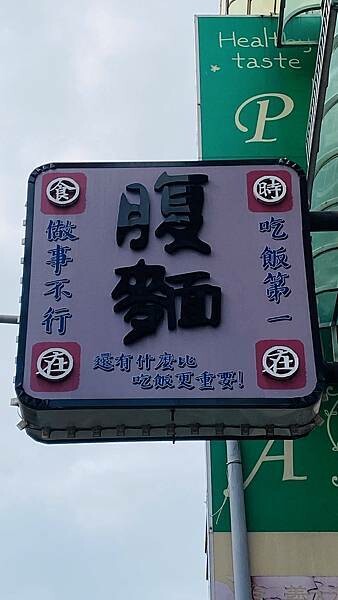 Healthy
taste
P
腹
麵
時
食
在
在
吃飯第一
做事不行
還有什麼比
吃飯更重要!
A